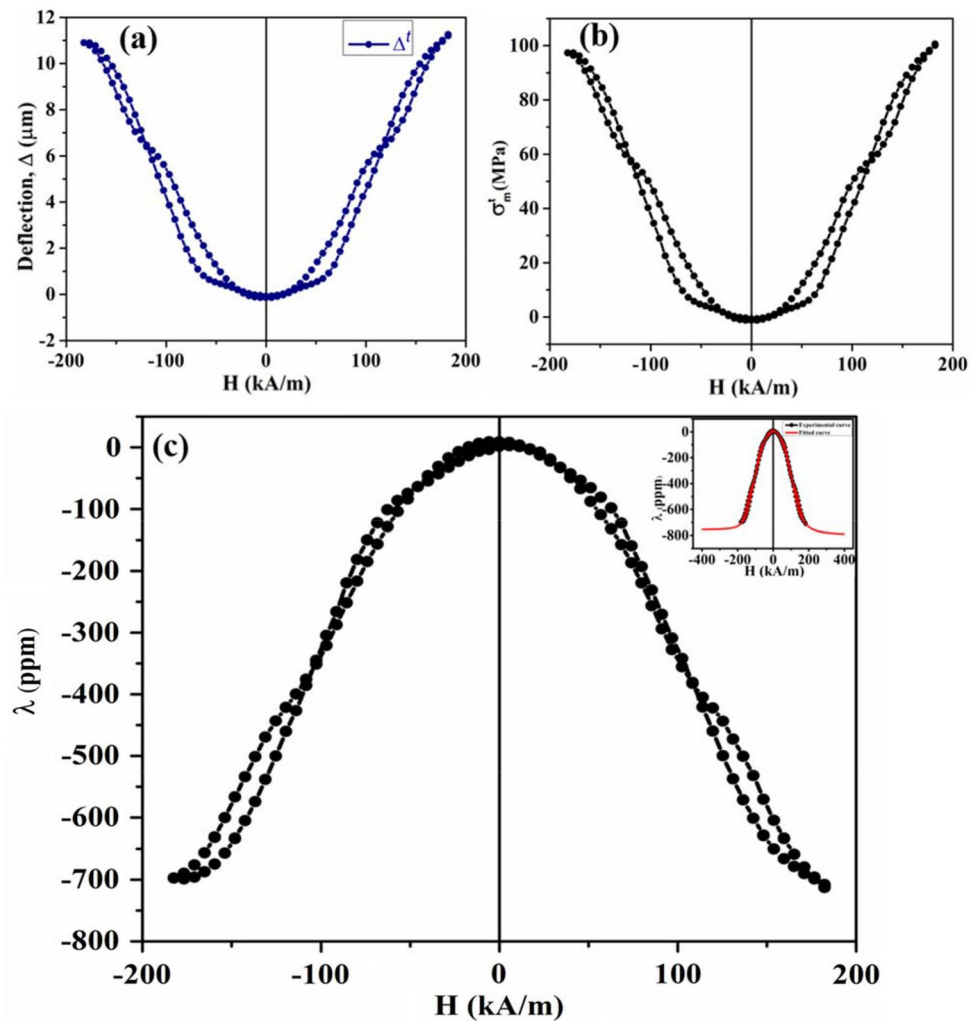 (a)
Δᵗ
12
10
8
6
4
2
0
-2
Deflection, Δ (μm)
-200 -100 0 100 200
H (kA/m)
(b)
100
80
60
40
20
0
σᵗₘ (MPa)
-200 -100 0 100 200
H (kA/m)
(c)
0
-100
-200
-300
-400
-500
-600
-700
-800
λ (ppm)
-200 -100 0 100 200
H (kA/m)
Experimental curve
Fitted curve
0
-200
-400
-600
-800
λ (ppm)
-400 -200 0 200 400
H (kA/m)